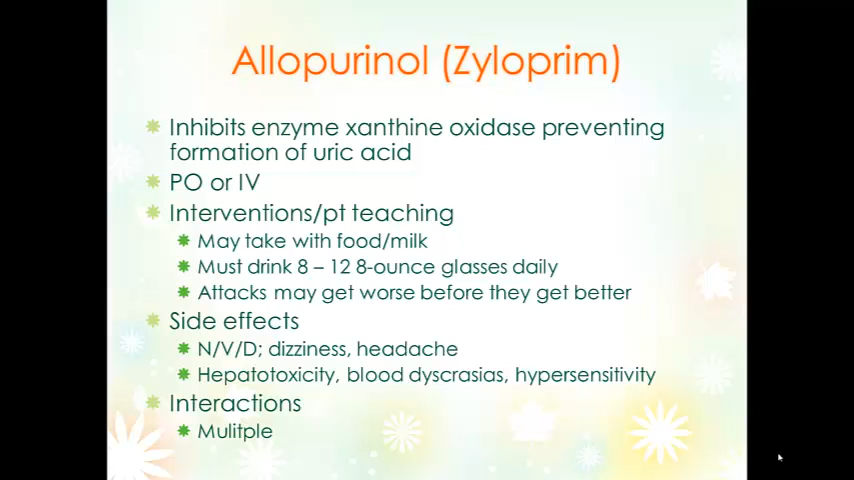 Allopurinol (Zyloprim)
Inhibits enzyme xanthine oxidase preventing
formation of uric acid
PO or IV
Interventions/pt teaching
May take with food/milk
Must drink 8 – 12 8-ounce glasses daily
Attacks may get worse before they get better
Side effects
N/V/D; dizziness, headache
Hepatotoxicity, blood dyscrasias, hypersensitivity
Interactions
Mulitple